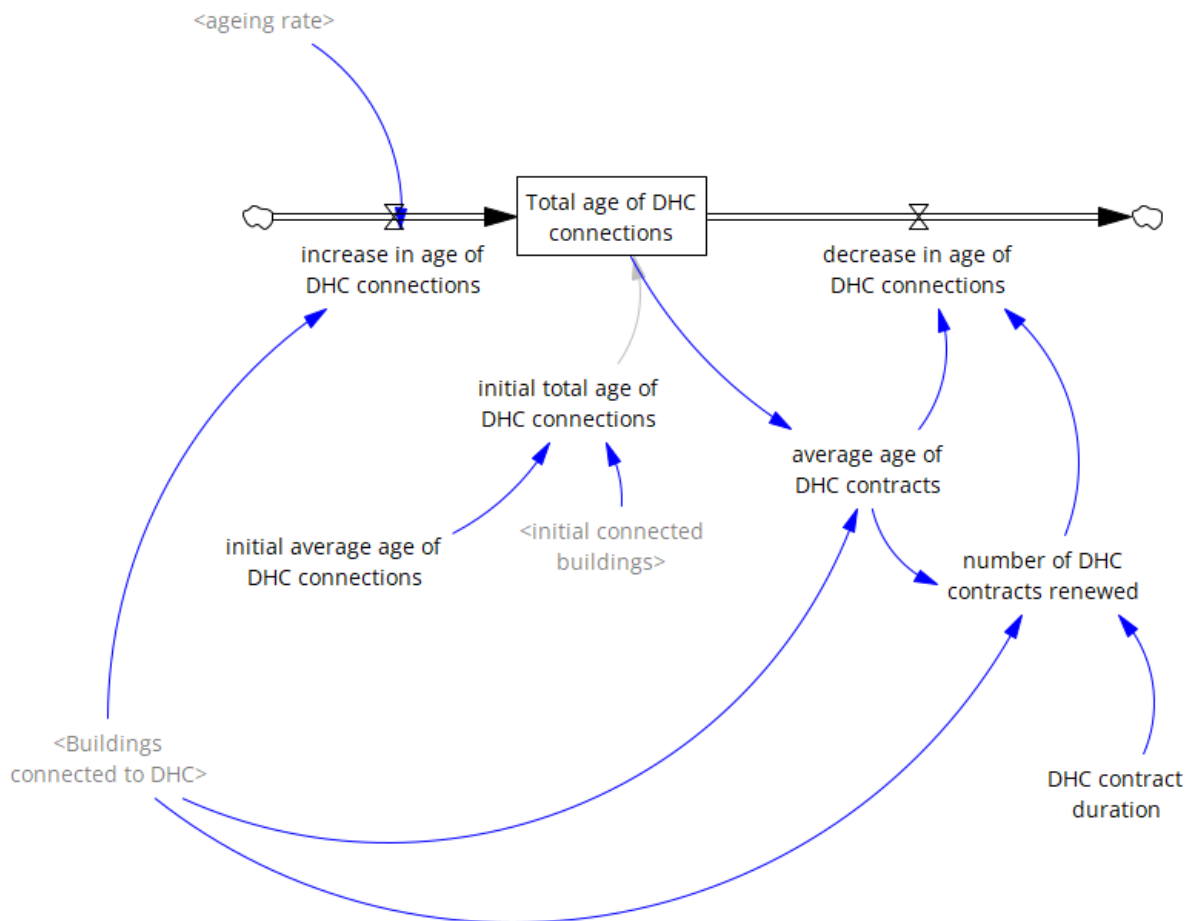 <ageing rate>
Total age of DHC
connections
increase in age of
DHC connections
decrease in age of
DHC connections
initial total age of
DHC connections
average age of
DHC contracts
<initial connected
buildings>
initial average age of
DHC connections
number of DHC
contracts renewed
<Buildings
connected to DHC>
DHC contract
duration